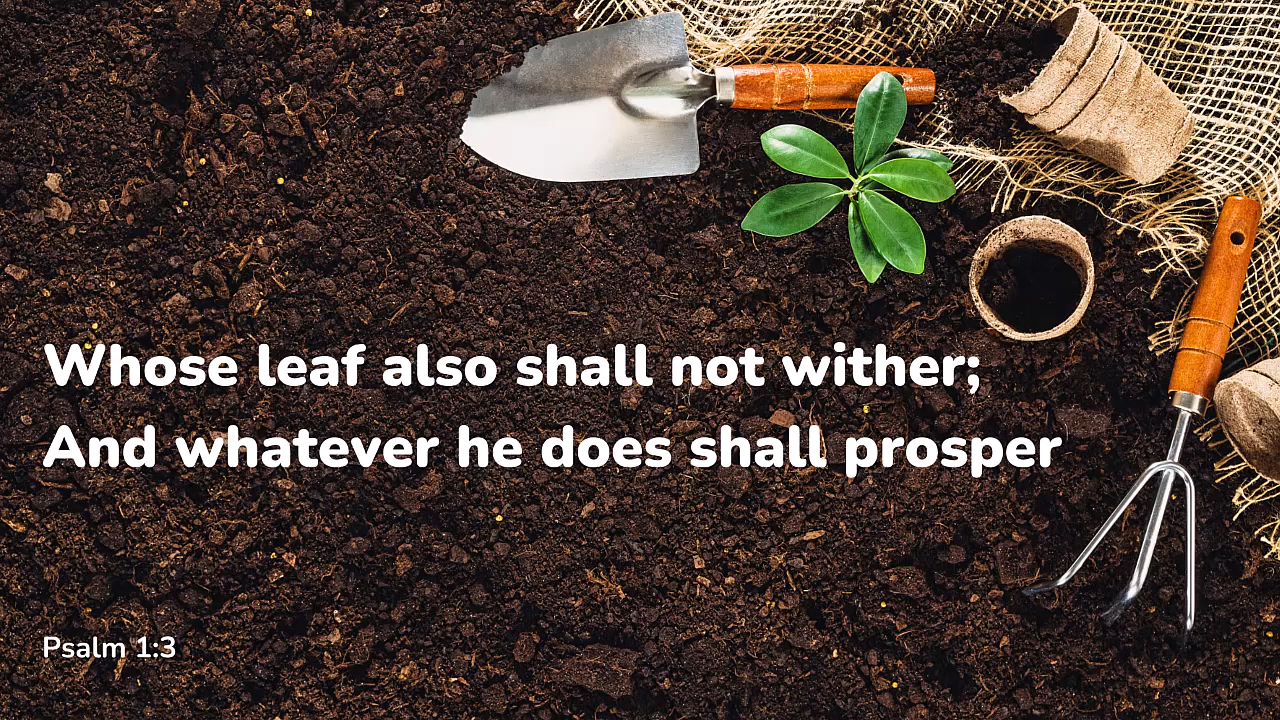 Whose leaf also shall not wither;
And whatever he does shall prosper
Psalm 1:3